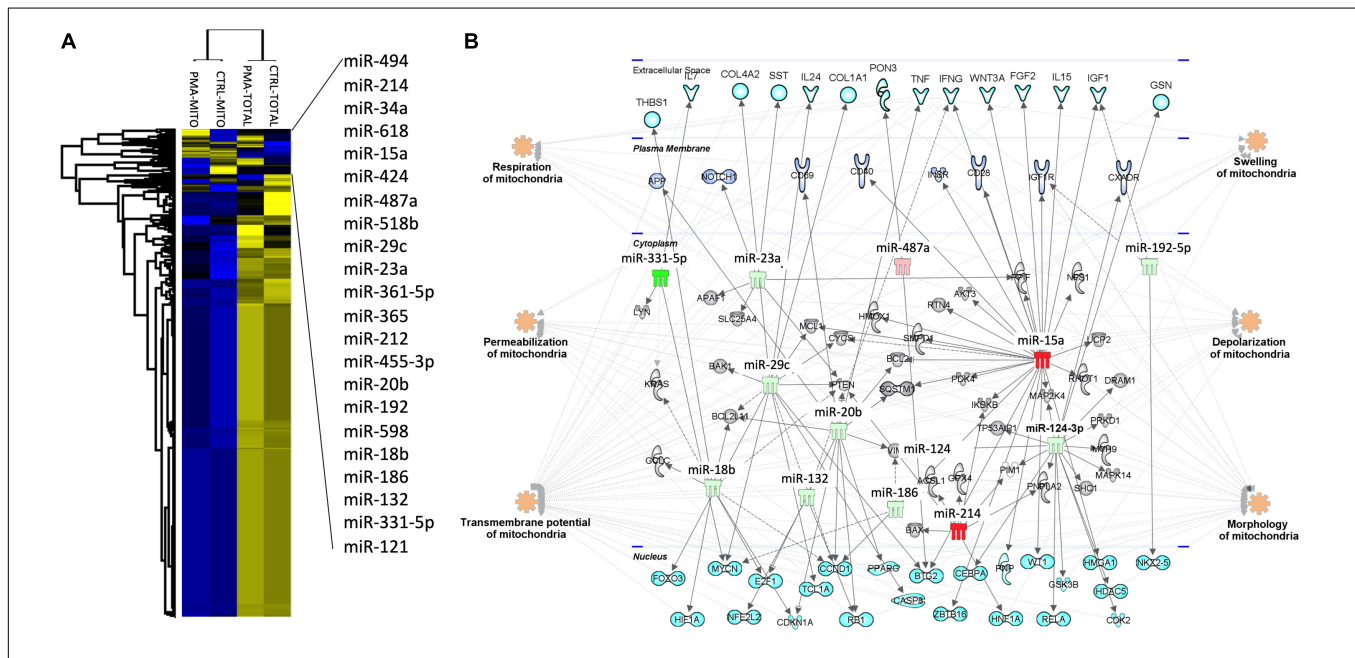 A
PMA-MITO
CTRL-MITO
PMA-TOTAL
CTRL-TOTAL
miR-494
miR-214
miR-34a
miR-618
miR-15a
miR-424
miR-487a
miR-518b
miR-29c
miR-23a
miR-361-5p
miR-365
miR-212
miR-455-3p
miR-20b
miR-192
miR-598
miR-18b
miR-186
miR-132
miR-331-5p
miR-121
B
Extracellular Space
THBS1
IL7
COL4A2
SST
IL24
COL1A1
PON3
TNF
IFNG
WNT3A
FGF2
IL15
IGF1
GSN
Plasma Membrane
Respiration
of mitochondria
Swelling
of mitochondria
APP
NOTCH1
CD69
CD40
INSR
CD28
IGF1R
CXADR
Cytoplasm
miR-331-5p
miR-23a
miR-487a
miR-192-5p
LYN
APAF1
SLC25A4
MCL1
CYCS
HMOX1
SMPD1
RTN4
AKT3
miR-15a
UCP2
Permeabilization
of mitochondria
Depolarization
of mitochondria
miR-29c
BAK1
BCL2
KRAS
PTEN
SQSTM1
PDK4
RHOT1
DRAM1
MAP2K4
IKBKB
BCL2L11
miR-20b
TP53AIP1
PRKD1
miR-124-3p
GCLC
miR-18b
miR-132
miR-124
MYH9
MAPK14
ACSL1
GPX4
PIM1
PNPLA2
SHC1
miR-186
miR-214
BAX
Transmembrane potential
of mitochondria
Morphology
of mitochondria
Nucleus
FOXO3
MYCN
E2F1
CCND1
TCL1A
PPARG
BTG2
CEBPA
PNP
WT1
GSK3B
HMGA1
HDAC5
NKX2-5
CASP8
HIF1A
NFE2L2
CDKN1A
RB1
ZBTB16
HNF1A
RELA
CDK2